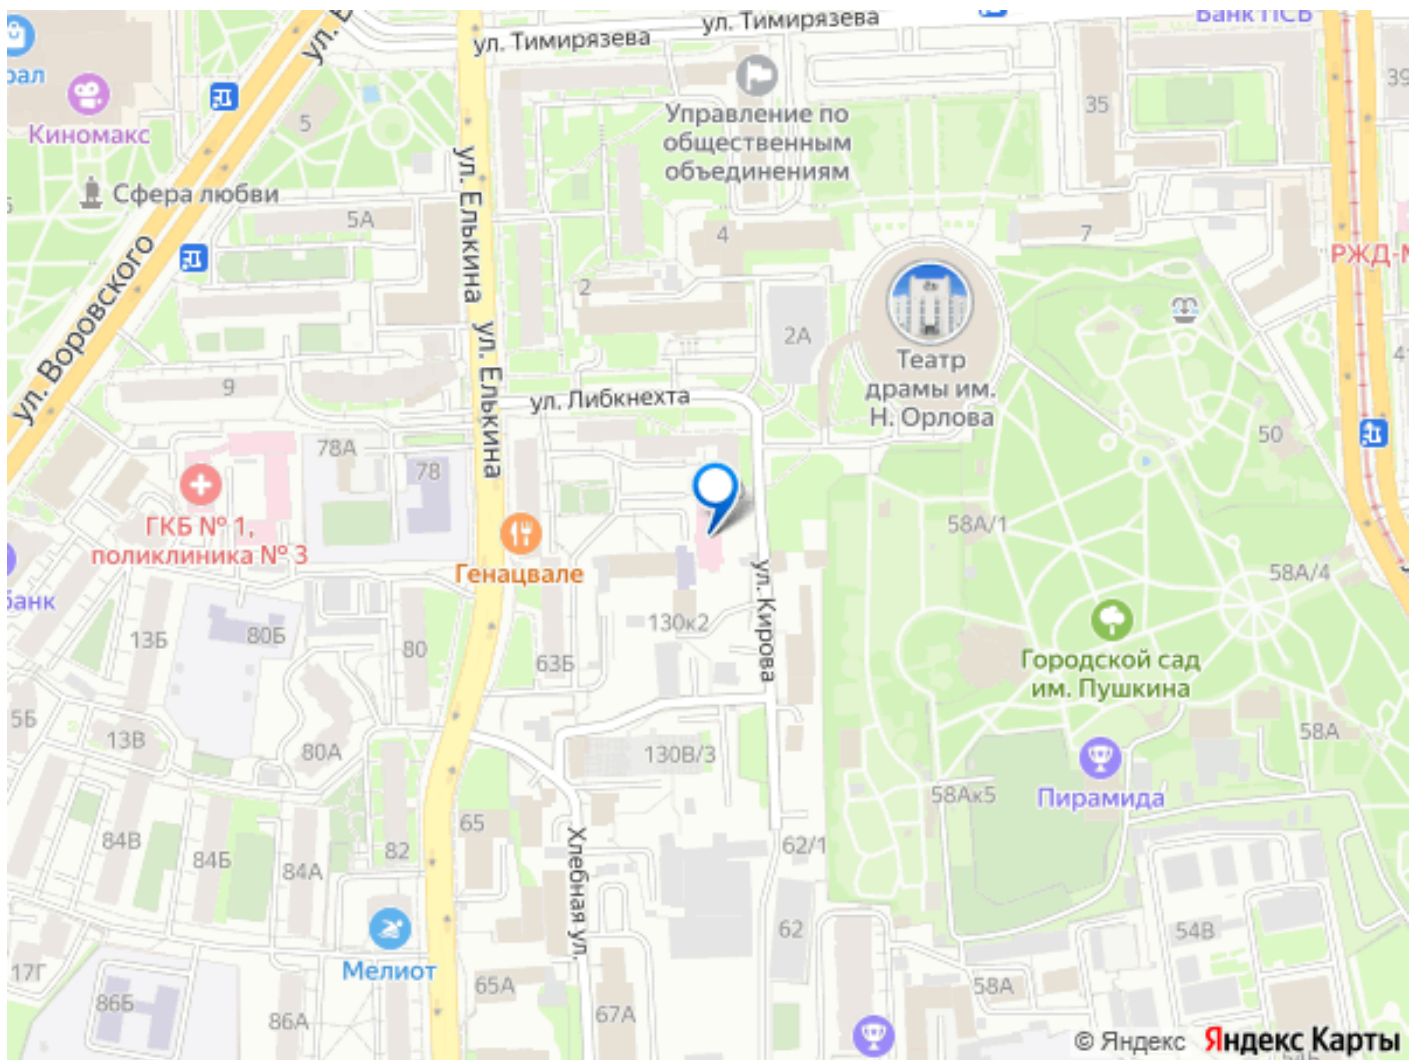 ул. Тимирязева
ул. Тимирязева
Банк ПСБ
рал
Киномакс
5
Управление по
общественным
объединениям
35
39
Сфера любви
5А
ул. Елькина
4
7
РЖД-М
ул. Воровского
2
2А
Театр
драмы им.
Н. Орлова
ул. Елькина
9
ул. Либкнехта
50
78А
78
ГКБ № 1,
поликлиника № 3
58А/1
58А/4
Генацвале
банк
ул. Кирова
13Б
80Б
80
130к2
63Б
Городской сад
им. Пушкина
5Б
13В
80А
130В/3
58А
58Ак5
Пирамида
65
84В
84Б
84А
82
62/1
Хлебная ул.
62
54В
Мелиот
17Г
65А
58А
86Б
86А
67А
© Яндекс Яндекс Карты